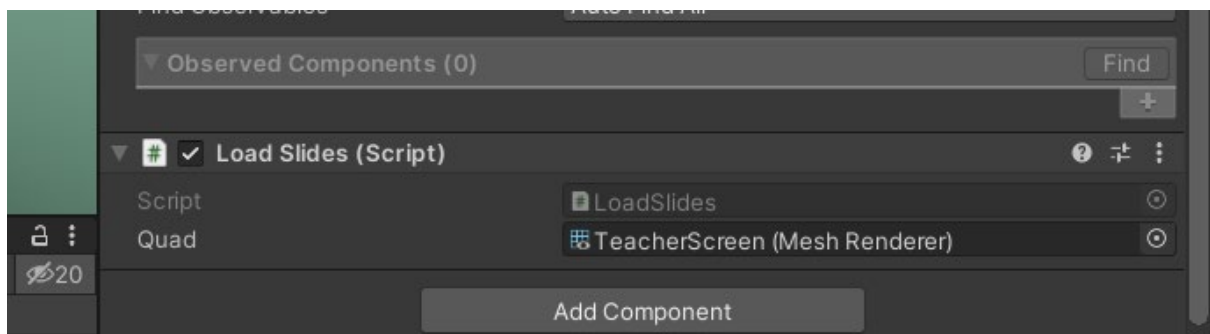 Observed Components (0)
Find
+
# Load Slides (Script)
Script
# LoadSlides
Quad
TeacherScreen (Mesh Renderer)
20
Add Component